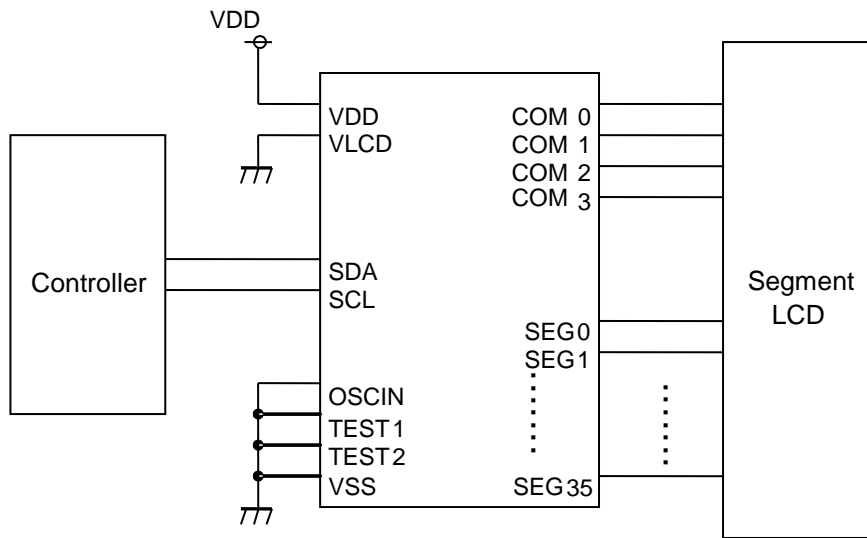 VDD
VDD
VLCD
COM 0
COM 1
COM 2
COM 3
Controller
SDA
SCL
Segment
LCD
SEG0
SEG1
OSCIN
TEST1
TEST2
VSS
SEG35